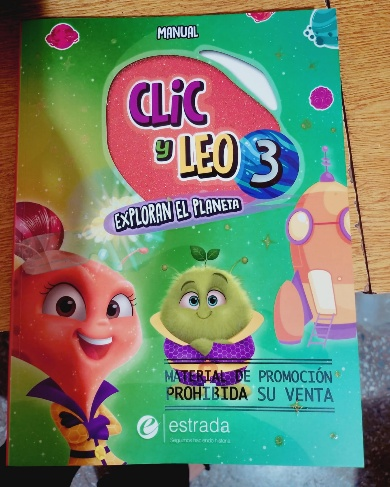 MANUAL
CLiC
y LEO 3
EXPLORAN EL PLANETA
MATERIAL DE PROMOCIÓN
PROHIBIDA SU VENTA
e estrada